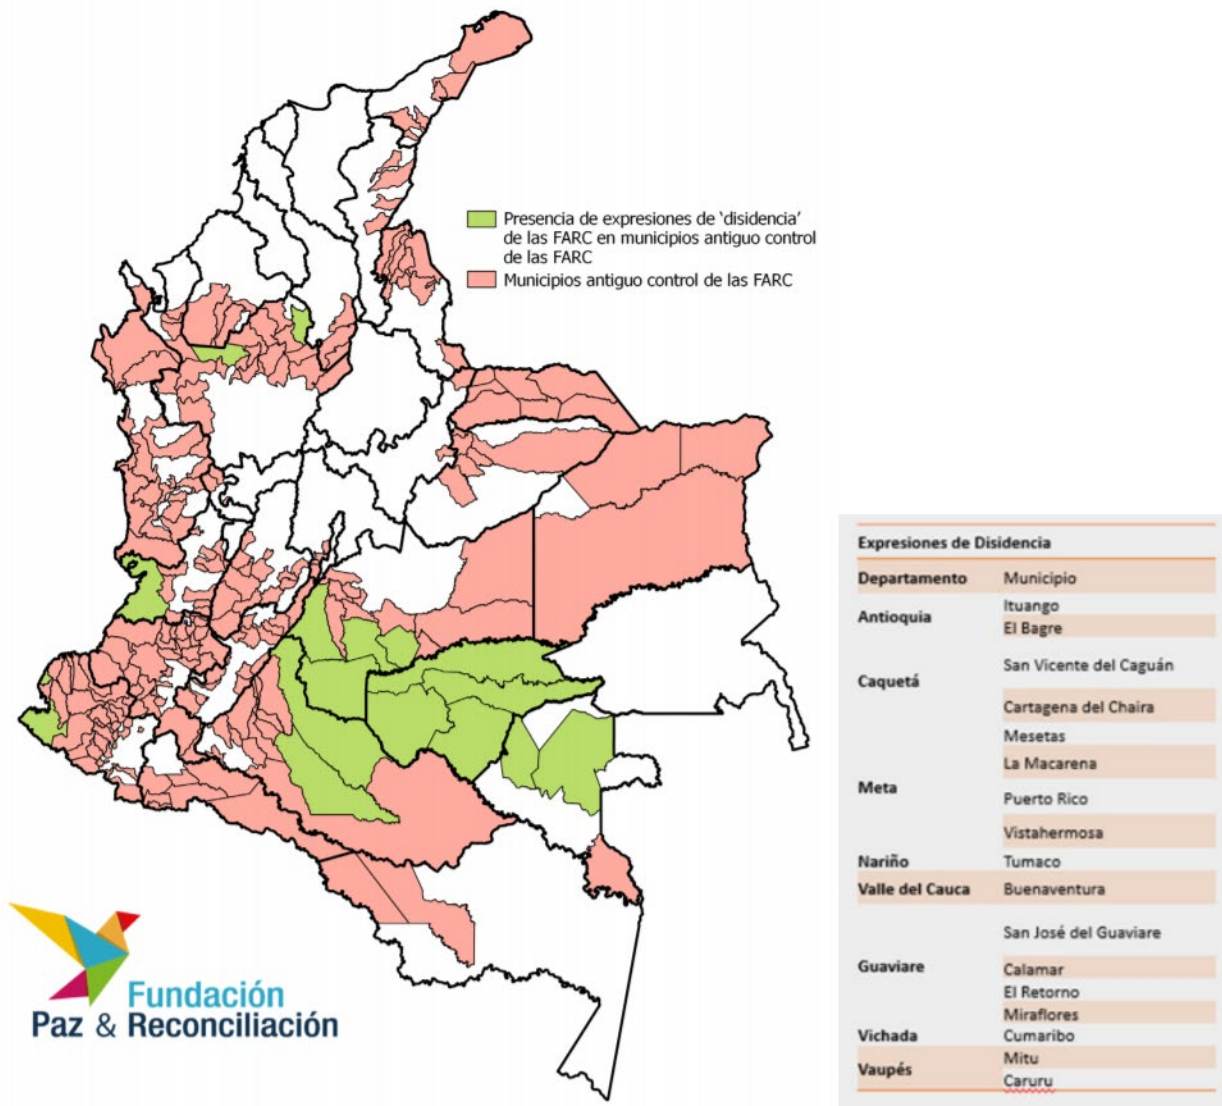 Presencia de expresiones de ‘disidencia’
de las FARC en municipios antiguo control
de las FARC
Municipios antiguo control de las FARC
Fundación
Paz & Reconciliación
Expresiones de Disidencia
Departamento Municipio
Antioquia
Ituango
El Bagre
Caquetá
San Vicente del Caguán
Cartagena del Chaira
Meta
Mesetas
La Macarena
Puerto Rico
Vistahermosa
Nariño Tumaco
Valle del Cauca Buenaventura
Guaviare
San José del Guaviare
Calamar
El Retorno
Miraflores
Vichada Cumaribo
Vaupés
Mitu
Caruru